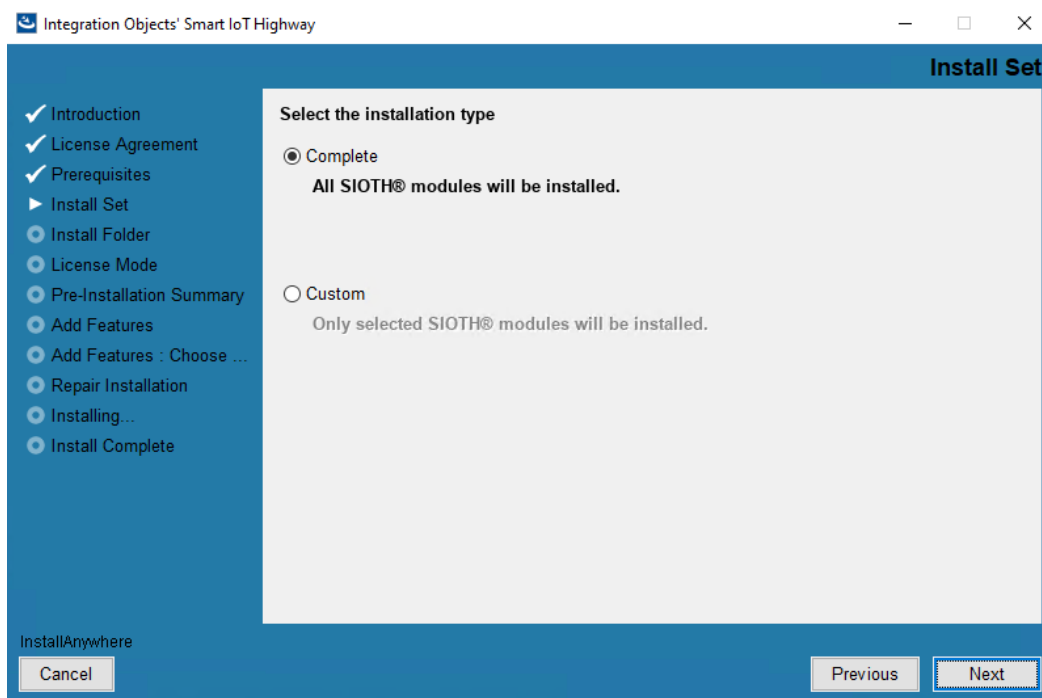 Integration Objects' Smart IoT Highway
Install Set
Introduction
License Agreement
Prerequisites
Install Set
Install Folder
License Mode
Pre-Installation Summary
Add Features
Add Features : Choose ...
Repair Installation
Installing...
Install Complete
Select the installation type
Complete
All SIOTH® modules will be installed.
Custom
Only selected SIOTH® modules will be installed.
InstallAnywhere
Cancel
Previous
Next